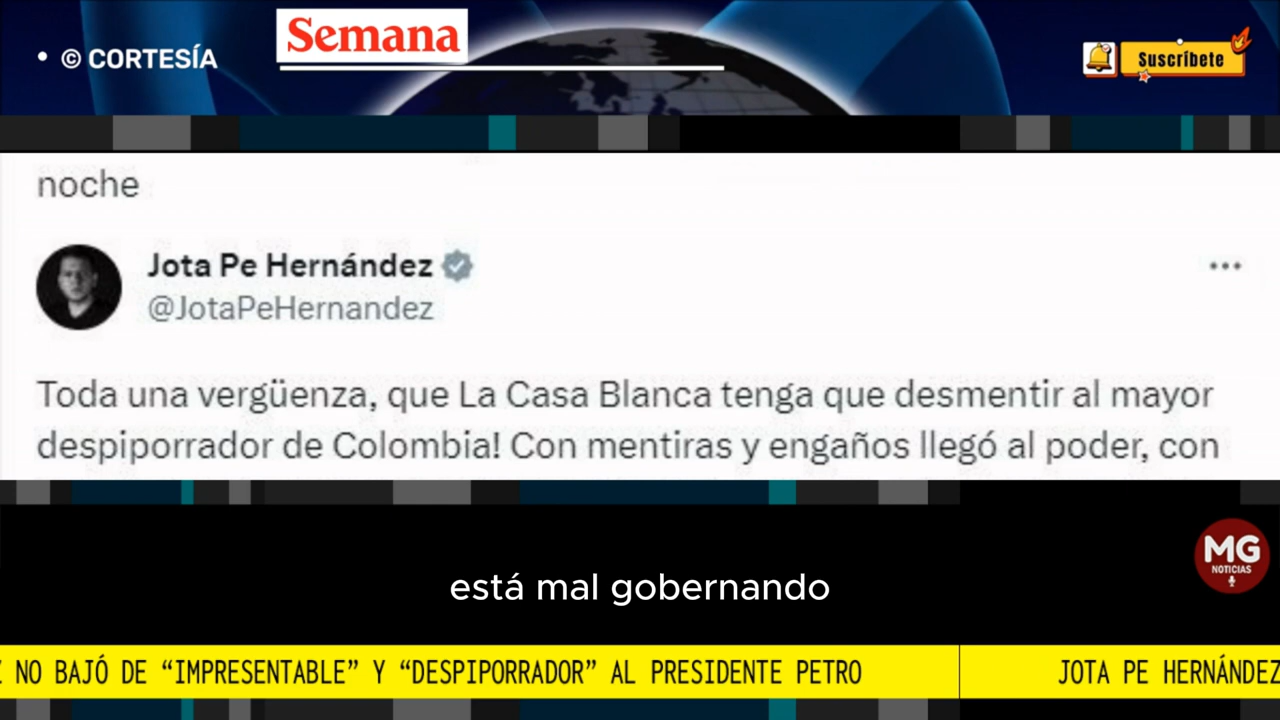 • © CORTESÍA
Semana
Suscríbete
noche
Jota Pe Hernández
@JotaPeHernandez
Toda una vergüenza, que La Casa Blanca tenga que desmentir al mayor
despiporrador de Colombia! Con mentiras y engaños llegó al poder, con
MG
NOTICIAS
está mal gobernando
NO BAJÓ DE “IMPRESENTABLE” Y “DESPIPORRADOR” AL PRESIDENTE PETRO
JOTA PE HERNÁNDEZ